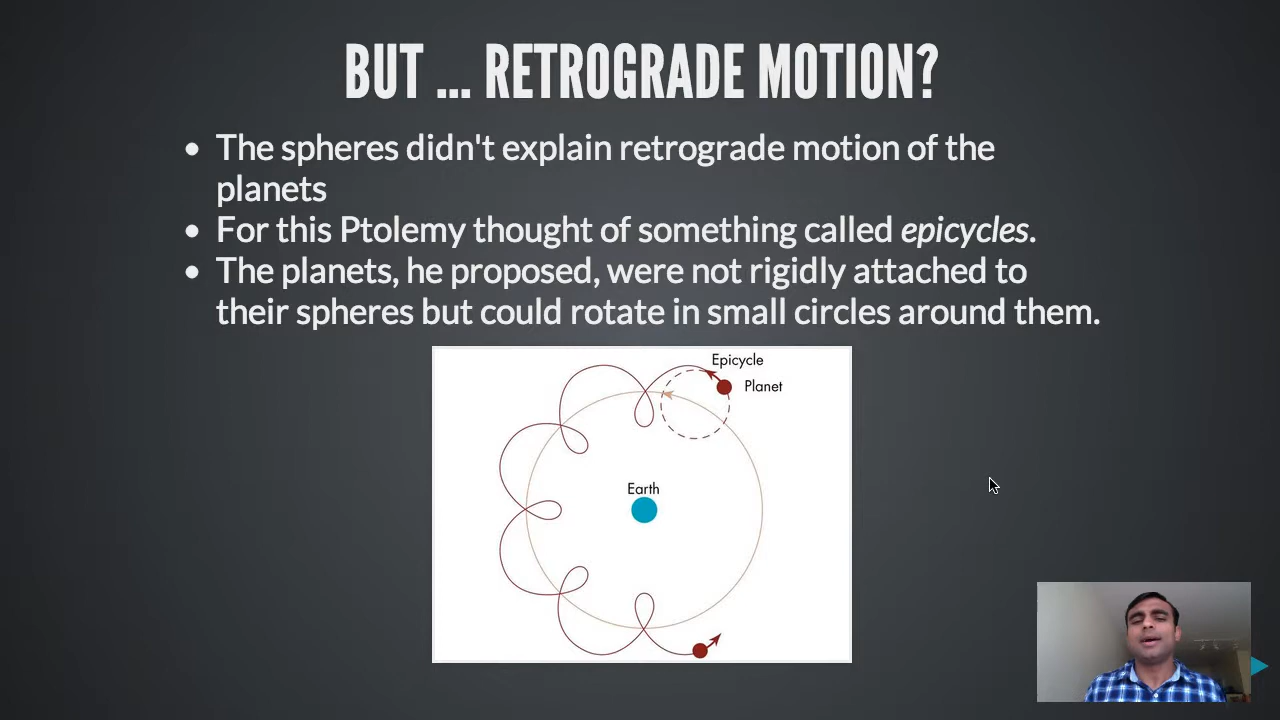 BUT ... RETROGRADE MOTION?
The spheres didn't explain retrograde motion of the
planets
For this Ptolemy thought of something called epicycles.
The planets, he proposed, were not rigidly attached to
their spheres but could rotate in small circles around them.
Epicycle
Planet
Earth